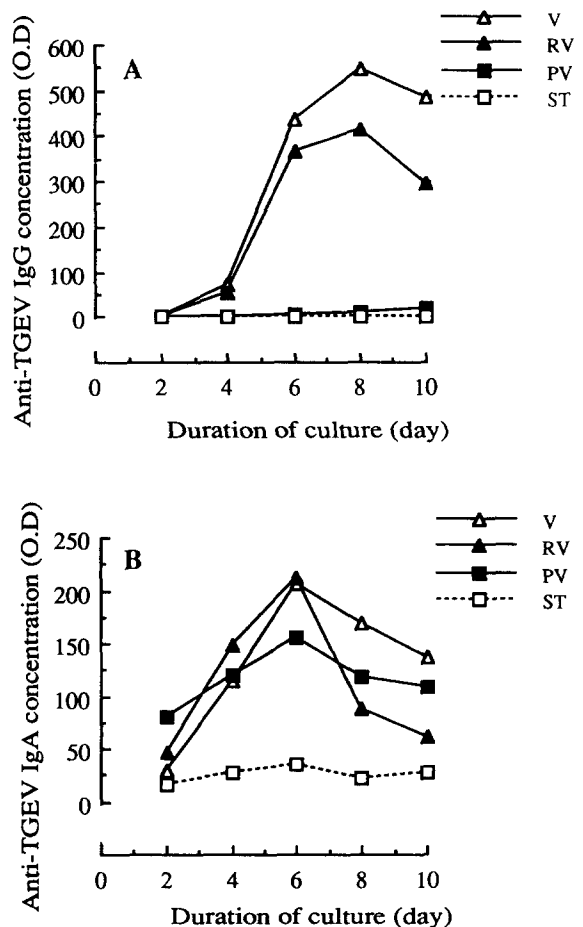 A
Anti-TGEV IgG concentration (O.D)
600
500
400
300
200
100
0
0 2 4 6 8 10
Duration of culture (day)
V
RV
PV
ST
B
Anti-TGEV IgA concentration (O.D)
250
200
150
100
50
0
0 2 4 6 8 10
Duration of culture (day)
V
RV
PV
ST